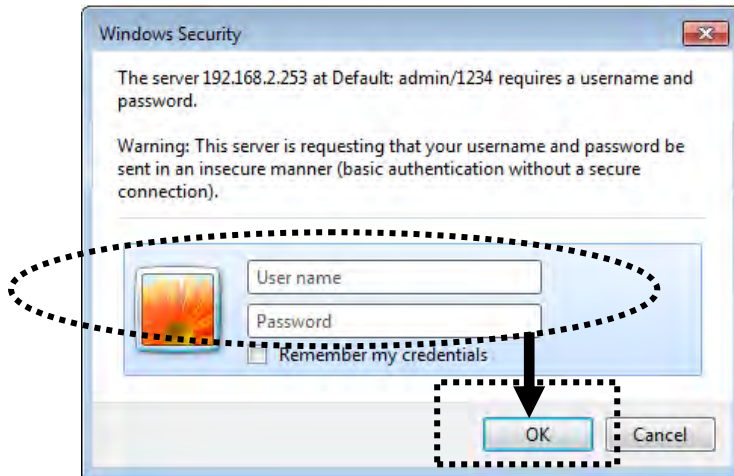 Windows Security
The server 192.168.2.253 at Default: admin/1234 requires a username and
password.
Warning: This server is requesting that your username and password be
sent in an insecure manner (basic authentication without a secure
connection).
User name
Password
Remember my credentials
OK
Cancel